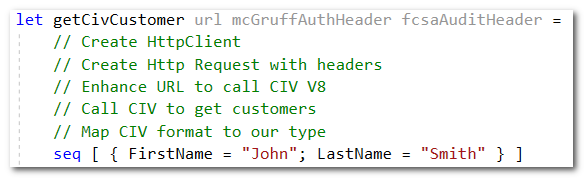 let getCivCustomer url mcGruffAuthHeader fcsaAuditHeader =
// Create HttpClient
// Create Http Request with headers
// Enhance URL to call CIV V8
// Call CIV to get customers
// Map CIV format to our type
seq [ { FirstName = "John"; LastName = "Smith" } ]